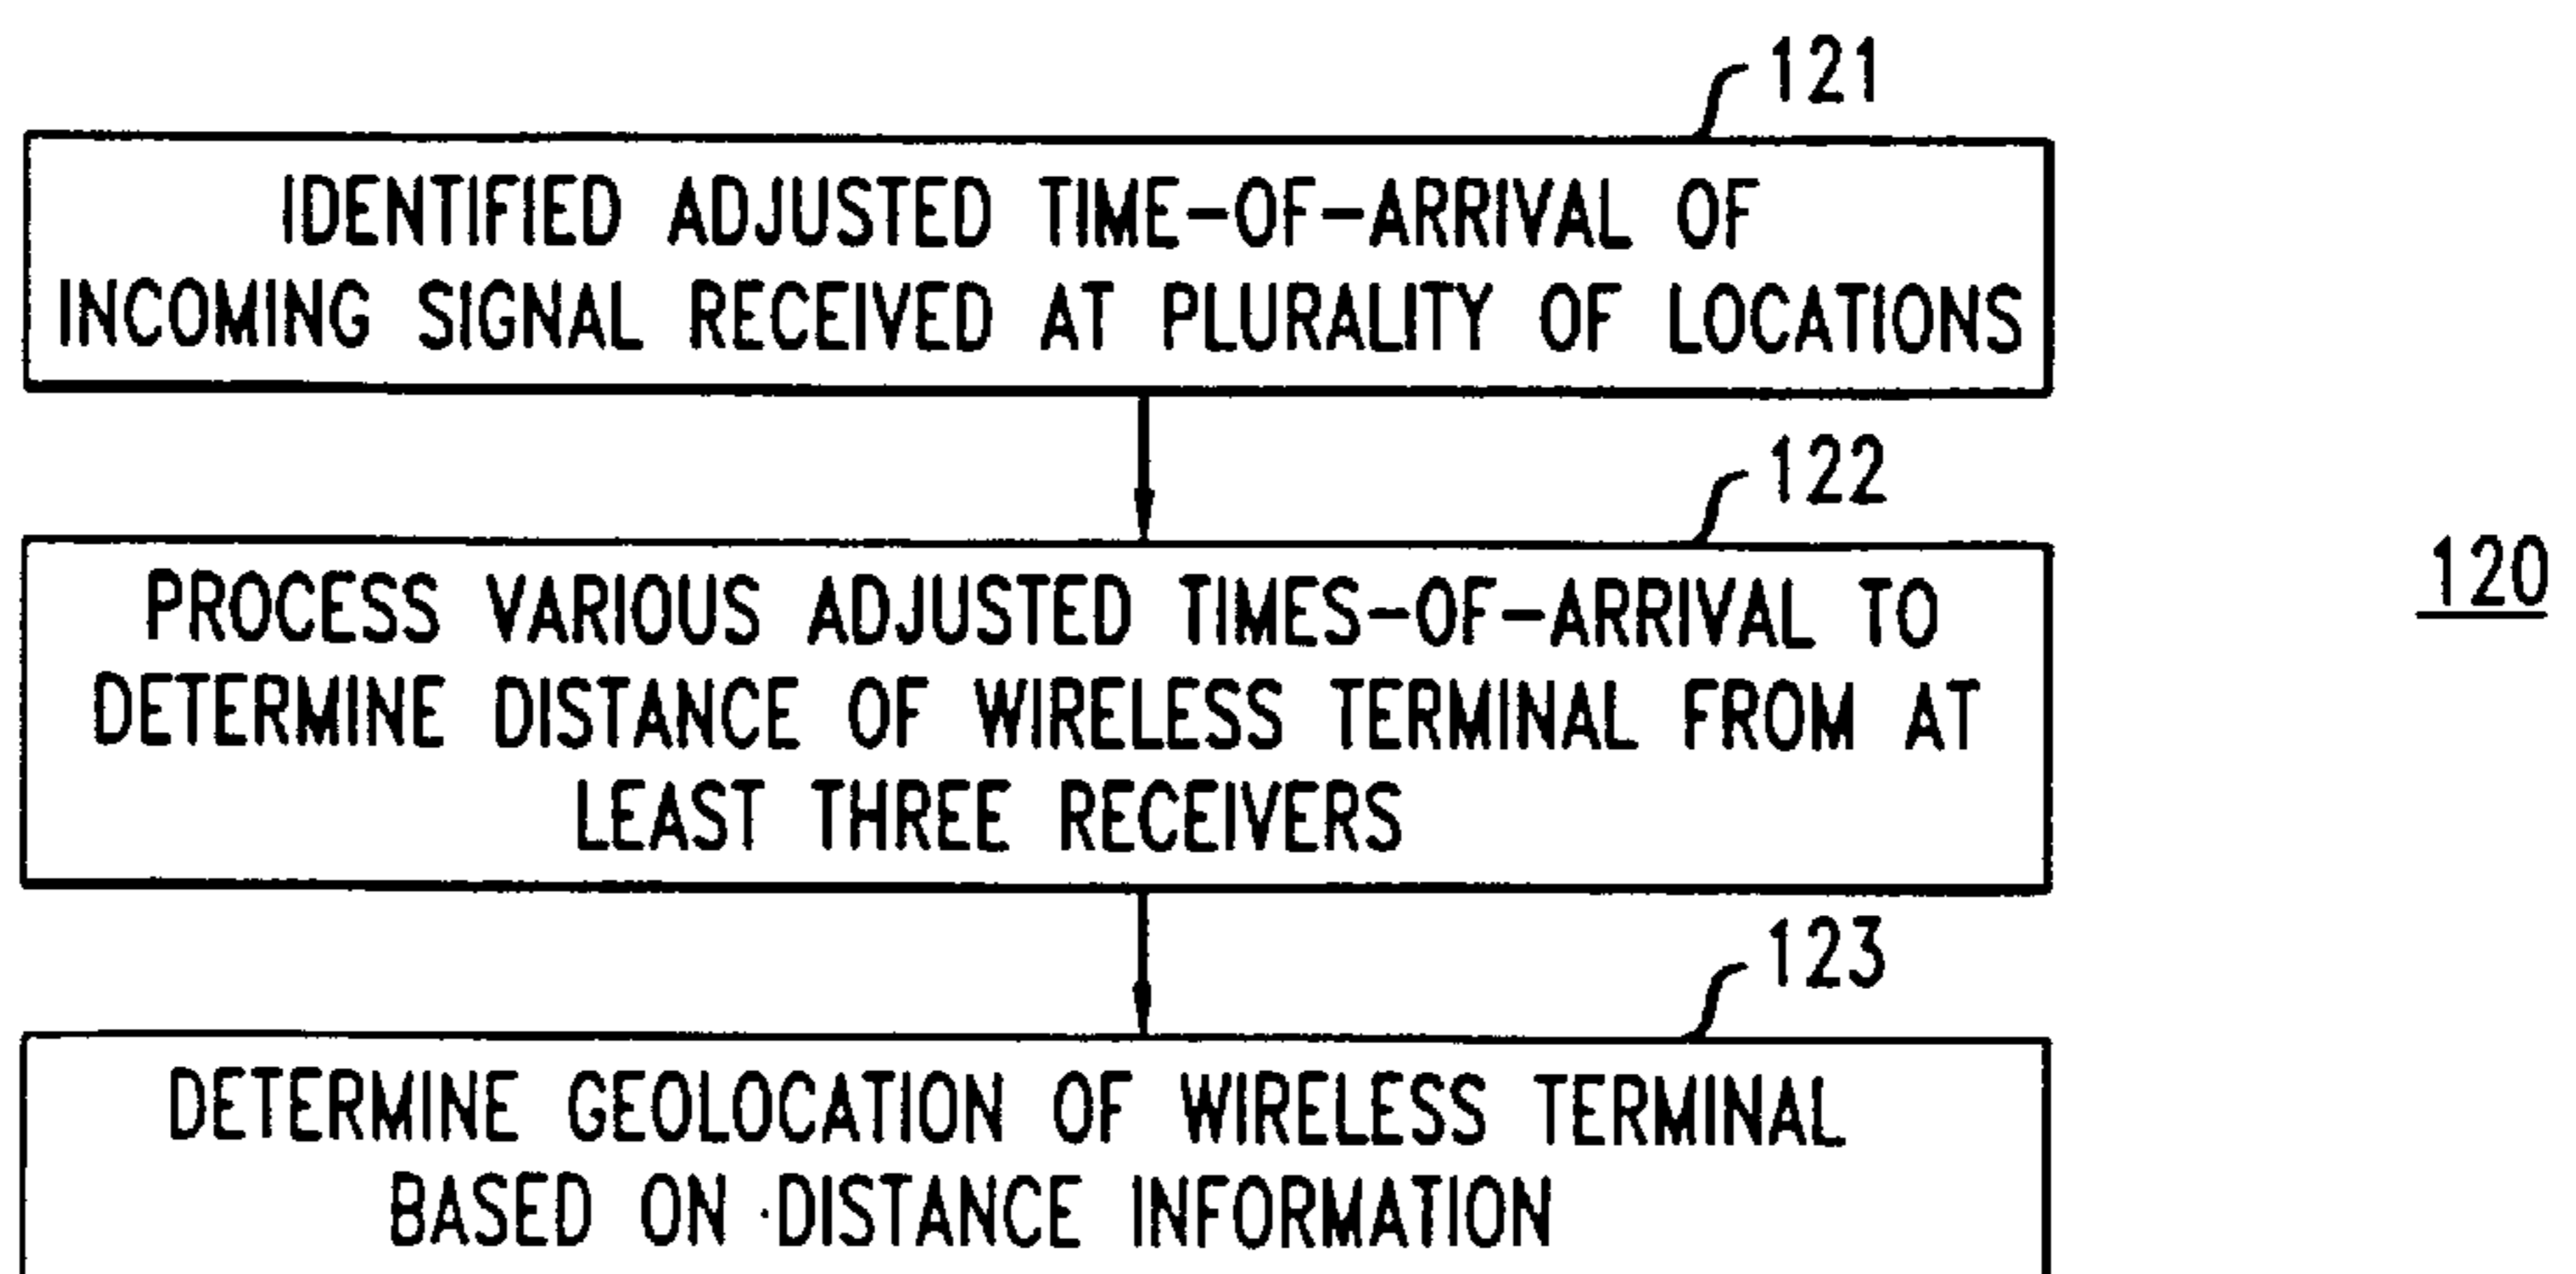 121
IDENTIFIED ADJUSTED TIME-OF-ARRIVAL OF
INCOMING SIGNAL RECEIVED AT PLURALITY OF LOCATIONS
122
PROCESS VARIOUS ADJUSTED TIMES-OF-ARRIVAL TO
DETERMINE DISTANCE OF WIRELESS TERMINAL FROM AT
LEAST THREE RECEIVERS
120
123
DETERMINE GEOLOCATION OF WIRELESS TERMINAL
BASED ON DISTANCE INFORMATION